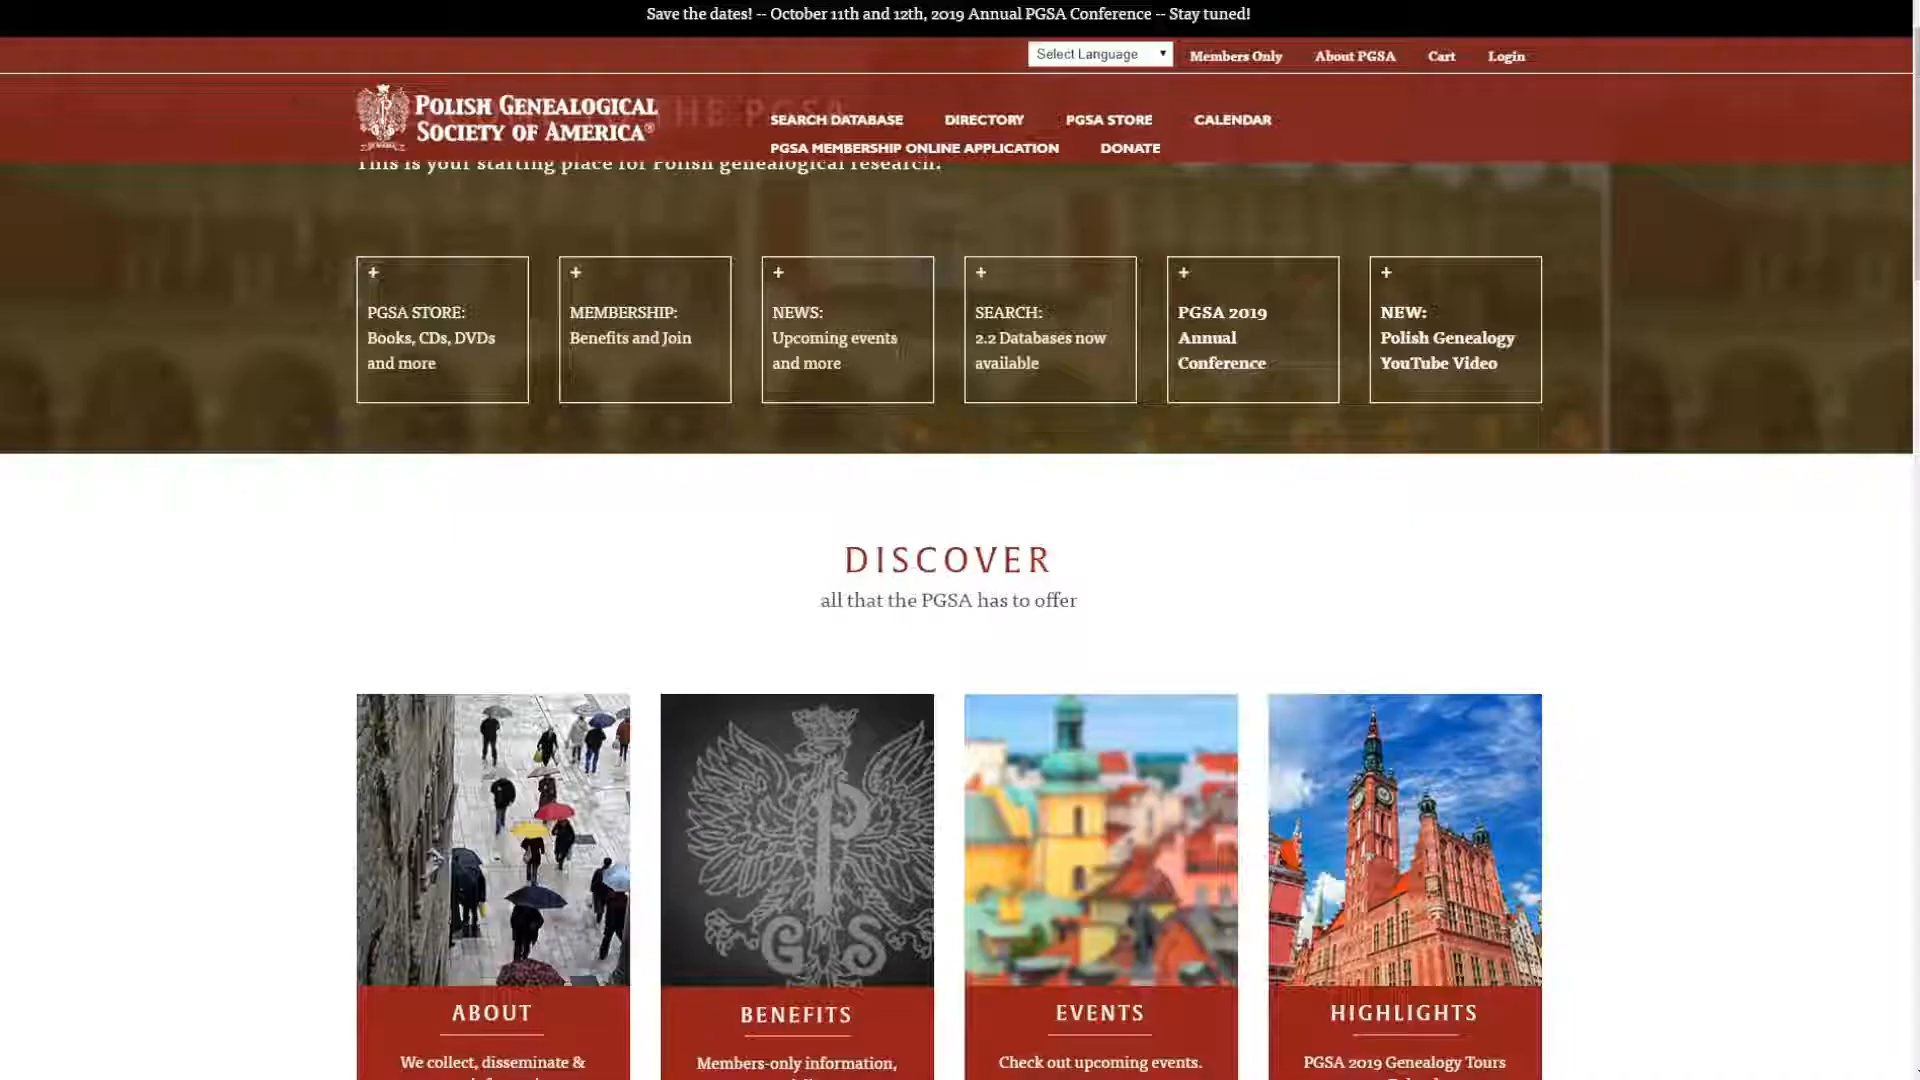 Save the dates! -- October 11th and 12th, 2019 Annual PGSA Conference -- Stay tuned!
Select Language
Members Only
About PGSA
Cart
Login
POLISH GENEALOGICAL
SOCIETY OF AMERICA®
THE PGSA
SEARCH DATABASE
DIRECTORY
PGSA STORE
CALENDAR
PGSA MEMBERSHIP ONLINE APPLICATION
DONATE
This is your starting place for Polish genealogical research.
+
PGSA STORE:
Books, CDs, DVDs
and more
+
MEMBERSHIP:
Benefits and Join
+
NEWS:
Upcoming events
and more
+
SEARCH:
2.2 Databases now
available
+
PGSA 2019
Annual
Conference
+
NEW:
Polish Genealogy
YouTube Video
DISCOVER
all that the PGSA has to offer
P
G S
ABOUT
We collect, disseminate &
BENEFITS
Members-only information,
EVENTS
Check out upcoming events.
HIGHLIGHTS
PGSA 2019 Genealogy Tours